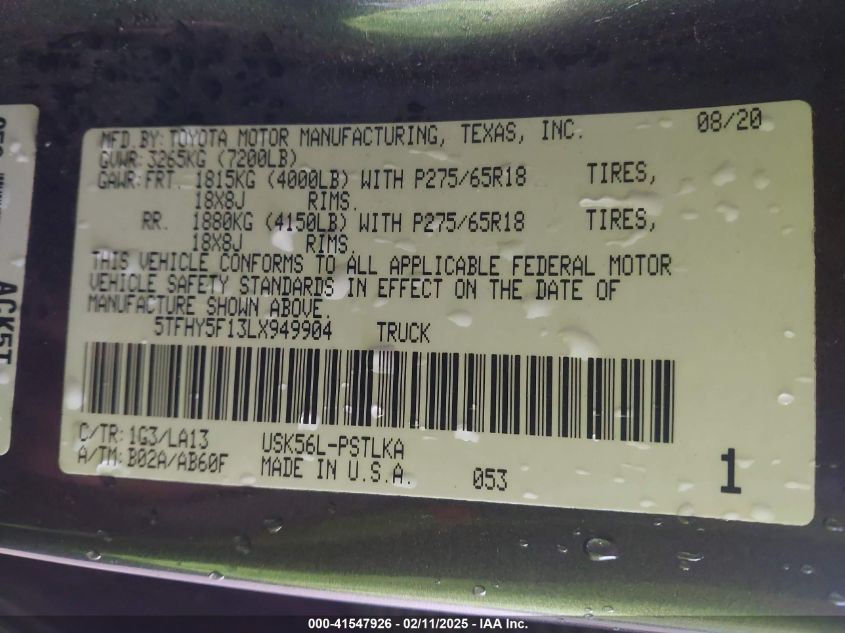 MFD.BY: TOYOTA MOTOR MANUFACTURING, TEXAS, INC. 08/20
GVWR: 3265KG (7200LB)
GAWR: FRT. 1815KG (4000LB) WITH P275/65R18 TIRES,
18X8J RIMS.
RR. 1880KG (4150LB) WITH P275/65R18 TIRES,
18X8J RIMS.
THIS VEHICLE CONFORMS TO ALL APPLICABLE FEDERAL MOTOR
VEHICLE SAFETY STANDARDS IN EFFECT ON THE DATE OF
MANUFACTURE SHOWN ABOVE.
5TFHY5F13LX949904 TRUCK
C/TR: 1G3/LA13 USK56L-PSTLKA
A/TM: B02A/AB60F MADE IN U.S.A. 053 1
ACK5T
000-41547926 - 02/11/2025 - IAA Inc.